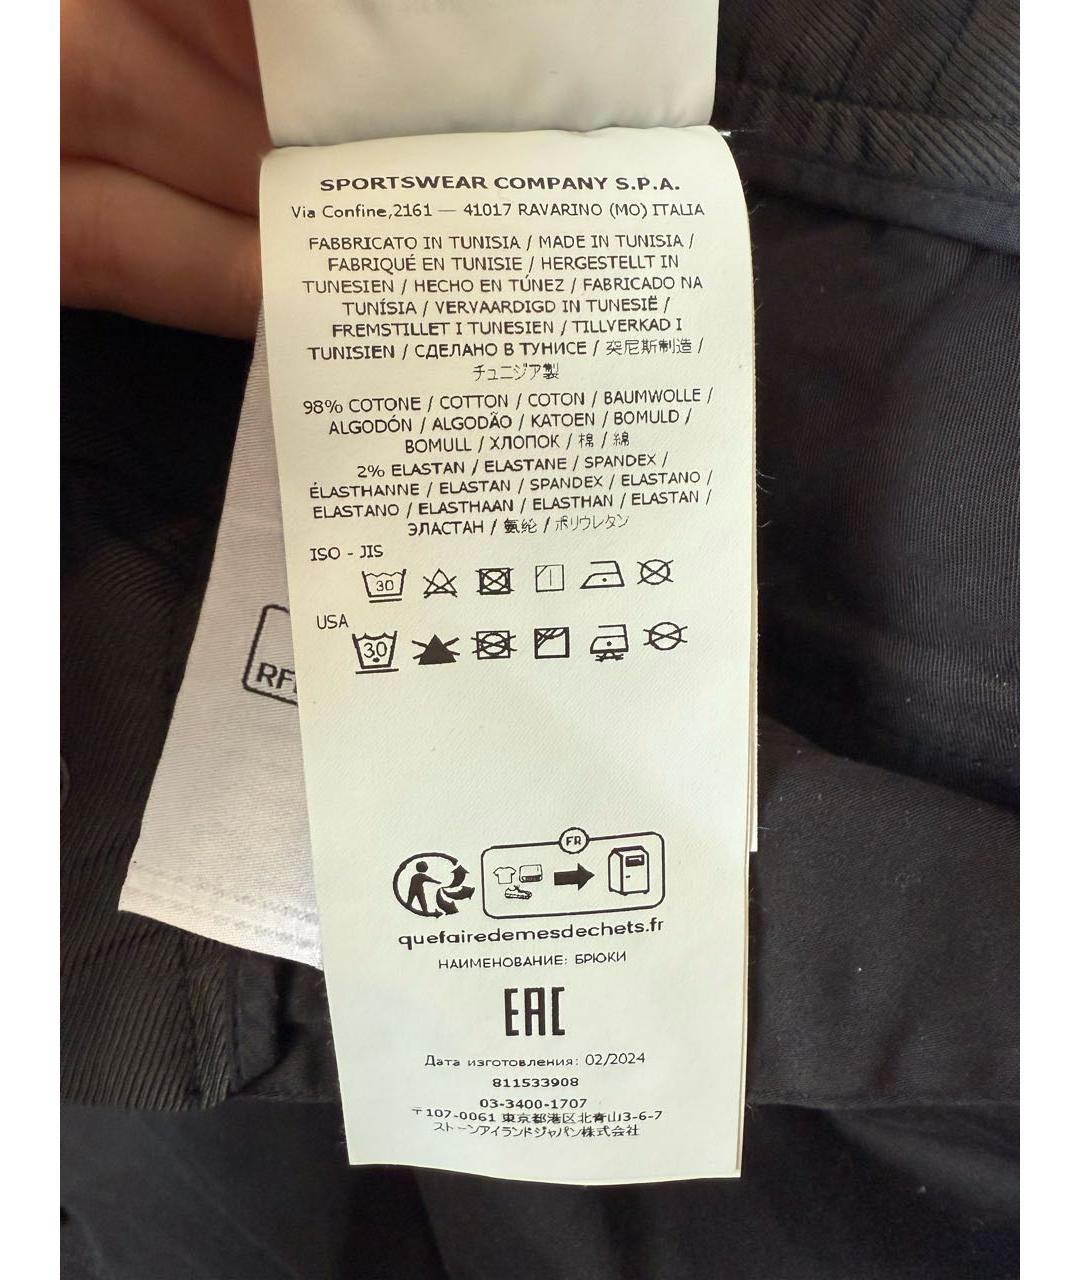 SPORTSWEAR COMPANY S.P.A.
Via Confine,2161 — 41017 RAVARINO (MO) ITALIA
FABBRICATO IN TUNISIA / MADE IN TUNISIA /
FABRIQUÉ EN TUNISIE / HERGESTELLT IN
TUNESIEN / HECHO EN TÚNEZ / FABRICADO NA
TUNÍSIA / VERVAARDIGD IN TUNESIË /
FREMSTILLET I TUNESIEN / TILLVERKAD I
TUNISIEN / СДЕЛАНО В ТУНИСЕ / 突尼斯制造 /
チュニジア製
98% COTONE / COTTON / COTON / BAUMWOLLE /
ALGODÓN / ALGODÃO / KATOEN / BOMULD /
BOMULL / ХЛОПОК / 棉 / 綿
2% ELASTAN / ELASTANE / SPANDEX /
ÉLASTHANNE / ELASTAN / SPANDEX / ELASTANO /
ELASTANO / ELASTHAAN / ELASTHAN / ELASTAN /
ЭЛАСТАН / 氨纶 / ポリウレタン
ISO - JIS
30
USA
30
RF
FR
quefairedemesdechets.fr
НАИМЕНОВАНИЕ: БРЮКИ
EAC
Дата изготовления: 02/2024
811533908
03-3400-1707
〒107-0061 東京都港区北青山3-6-7
ストーンアイランドジャパン株式会社